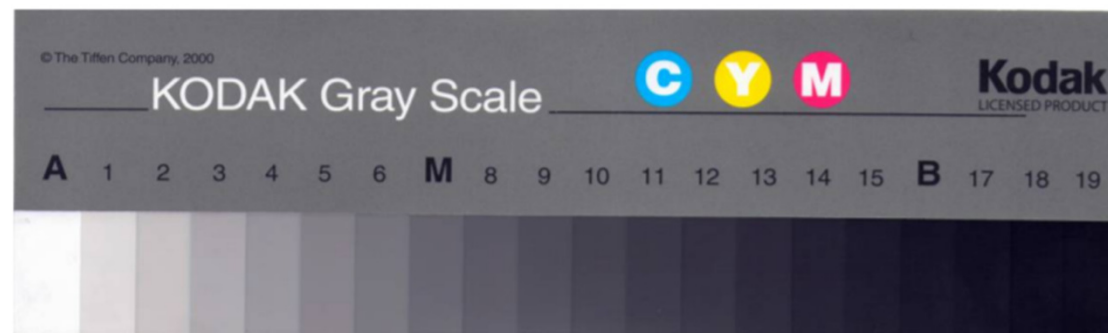 © The Tiffen Company, 2000
KODAK Gray Scale
C Y M
Kodak
LICENSED PRODUCT
A 1 2 3 4 5 6 M 8 9 10 11 12 13 14 15 B 17 18 19